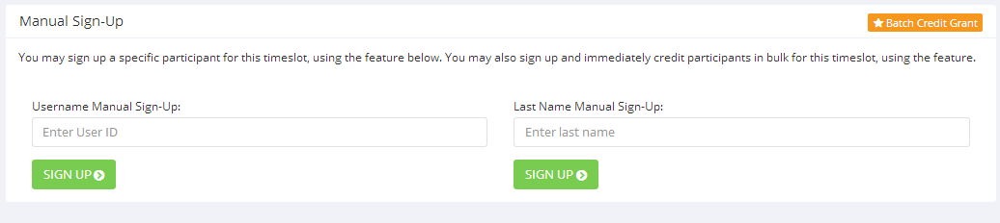 Manual Sign-Up
Batch Credit Grant
You may sign up a specific participant for this timeslot, using the feature below. You may also sign up and immediately credit participants in bulk for this timeslot, using the feature.
Username Manual Sign-Up:
Last Name Manual Sign-Up:
Enter User ID
Enter last name
SIGN UP
SIGN UP